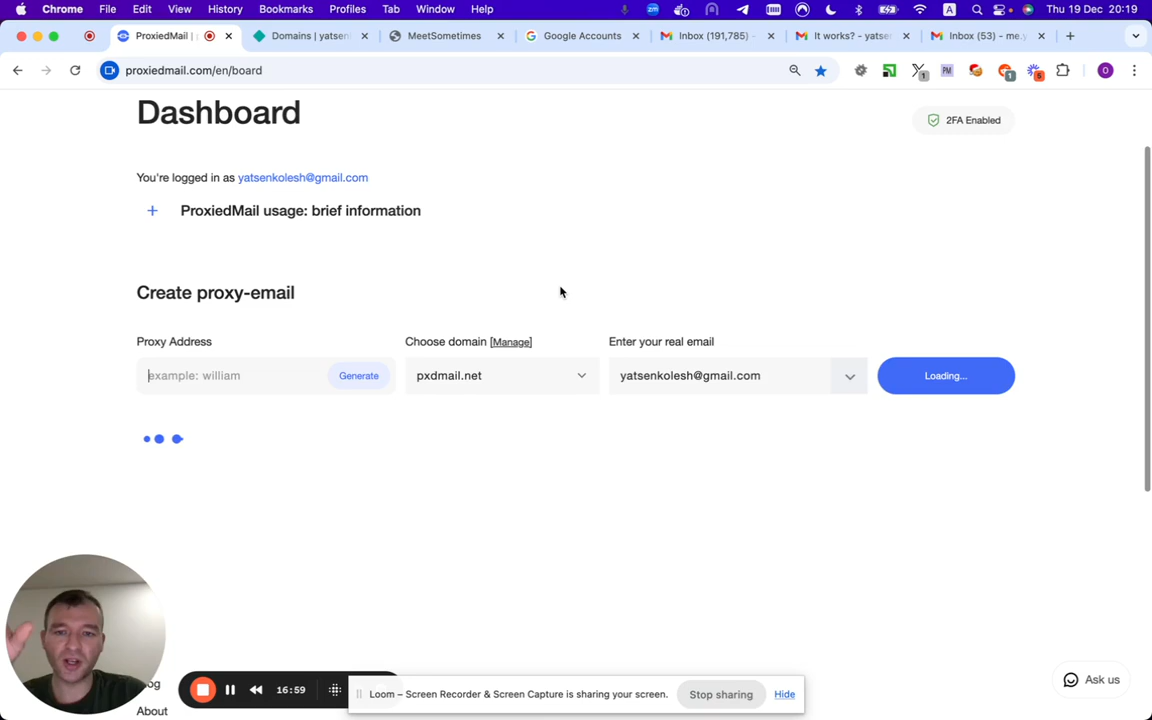 Chrome File Edit View History Bookmarks Profiles Tab Window Help
A
Thu 19 Dec 20:19
ProxiedMail |
Domains | yatsen
MeetSometimes
Google Accounts
Inbox (191,785) -
It works? - yatse
Inbox (53) - me.y
proxiedmail.com/en/board
PM
1
1
5
O
Dashboard
2FA Enabled
You're logged in as yatsenkolesh@gmail.com
ProxiedMail usage: brief information
Create proxy-email
Proxy Address
Choose domain [Manage]
Enter your real email
example: william
Generate
pxdmail.net
yatsenkolesh@gmail.com
Loading...
About
16:59
Loom – Screen Recorder & Screen Capture is sharing your screen.
Stop sharing
Hide
Ask us